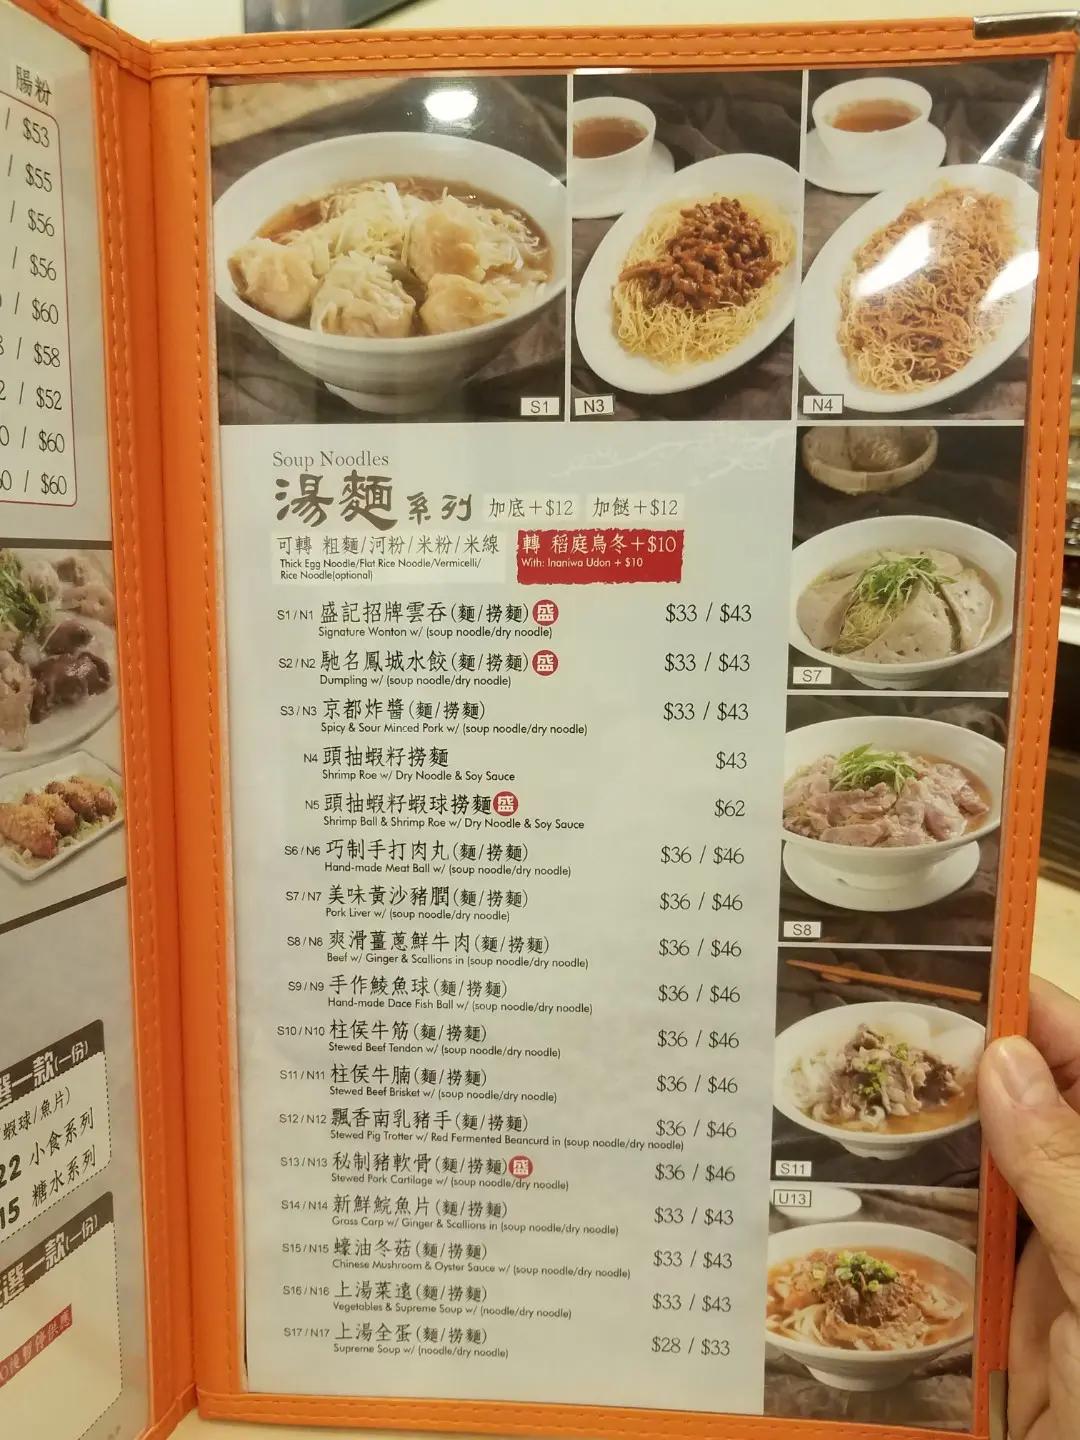 腸粉
/ $53
/ $55
/ $56
/ $56
/ $60
/ $58
/ $52
/ $60
/ $60
選一款(一份)
蝦球/魚片)
22 小食系列
15 糖水系列
選一款(一份)
S1
N3
N4
Soup Noodles
湯麵系列 加底+$12 加餸+$12
可轉 粗麵/河粉/米粉/米線
Thick Egg Noodle/Flat Rice Noodle/Vermicelli/
Rice Noodle(optional)
轉 稻庭烏冬+$10
With: Inaniwa Udon + $10
S1/N1 盛記招牌雲吞(麵/撈麵) 盛 $33 / $43
Signature Wonton w/ (soup noodle/dry noodle)
S2/N2 馳名鳳城水餃(麵/撈麵) 盛 $33 / $43
Dumpling w/ (soup noodle/dry noodle)
S3/N3 京都炸醬(麵/撈麵) $33 / $43
Spicy & Sour Minced Pork w/ (soup noodle/dry noodle)
N4 頭抽蝦籽撈麵 $43
Shrimp Roe w/ Dry Noodle & Soy Sauce
N5 頭抽蝦籽蝦球撈麵 盛 $62
Shrimp Ball & Shrimp Roe w/ Dry Noodle & Soy Sauce
S6/N6 巧制手打肉丸(麵/撈麵) $36 / $46
Hand-made Meat Ball w/ (soup noodle/dry noodle)
S7/N7 美味黃沙豬膶(麵/撈麵) $36 / $46
Pork Liver w/ (soup noodle/dry noodle)
S8/N8 爽滑薑蔥鮮牛肉(麵/撈麵) $36 / $46
Beef w/ Ginger & Scallions in (soup noodle/dry noodle)
S9/N9 手作鯪魚球(麵/撈麵) $36 / $46
Hand-made Dace Fish Ball w/ (soup noodle/dry noodle)
S10/N10 柱侯牛筋(麵/撈麵) $36 / $46
Stewed Beef Tendon w/ (soup noodle/dry noodle)
S11/N11 柱侯牛腩(麵/撈麵) $36 / $46
Stewed Beef Brisket w/ (soup noodle/dry noodle)
S12/N12 飄香南乳豬手(麵/撈麵) $36 / $46
Stewed Pig Trotter w/ Red Fermented Beancurd in (soup noodle/dry noodle)
S13/N13 秘制豬軟骨(麵/撈麵) 盛 $36 / $46
Stewed Pork Cartilage w/ (soup noodle/dry noodle)
S14/N14 新鮮鯇魚片(麵/撈麵) $33 / $43
Grass Carp w/ Ginger & Scallions in (soup noodle/dry noodle)
S15/N15 蠔油冬菇(麵/撈麵) $33 / $43
Chinese Mushroom & Oyster Sauce w/ (soup noodle/dry noodle)
S16/N16 上湯菜遠(麵/撈麵) $33 / $43
Vegetables & Supreme Soup w/ (noodle/dry noodle)
S17/N17 上湯全蛋(麵/撈麵) $28 / $33
Supreme Soup w/ (noodle/dry noodle)
S7
S8
S11
U13